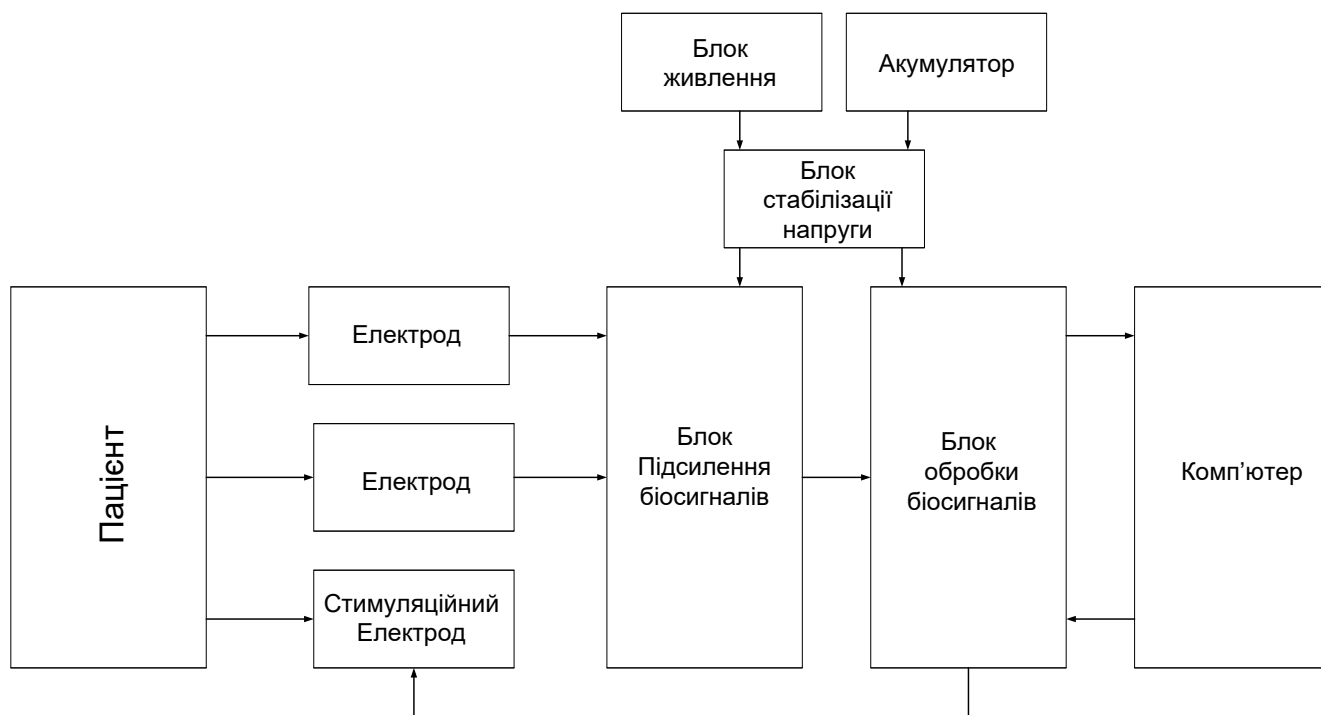 Блок
живлення
Акумулятор
Блок
стабілізації
напруги
Пацієнт
Електрод
Електрод
Стимуляційний
Електрод
Блок
Підсилення
біосигналів
Блок
обробки
біосигналів
Комп’ютер